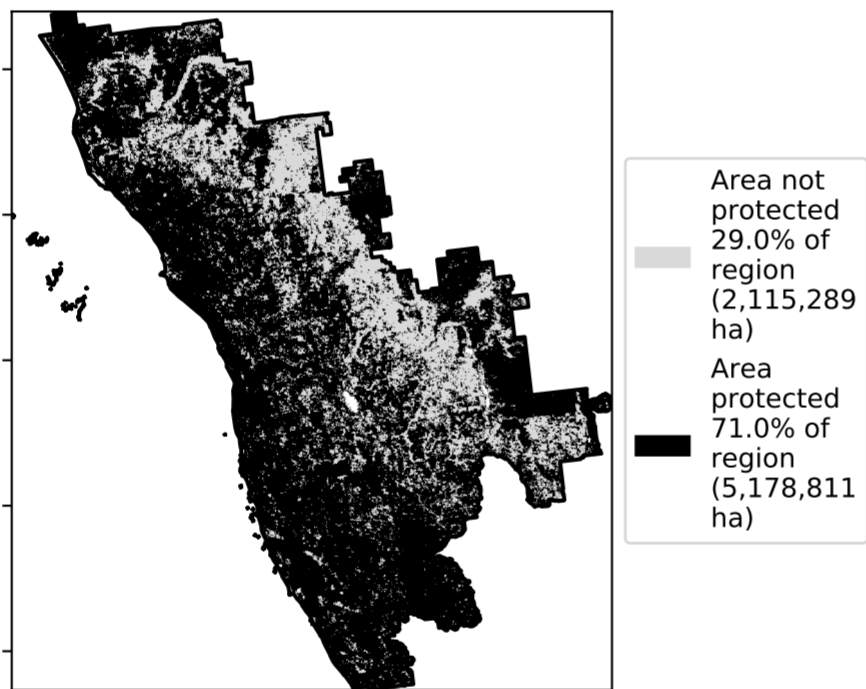 Area not
protected
29.0% of
region
(2,115,289
ha)
Area
protected
71.0% of
region
(5,178,811
ha)